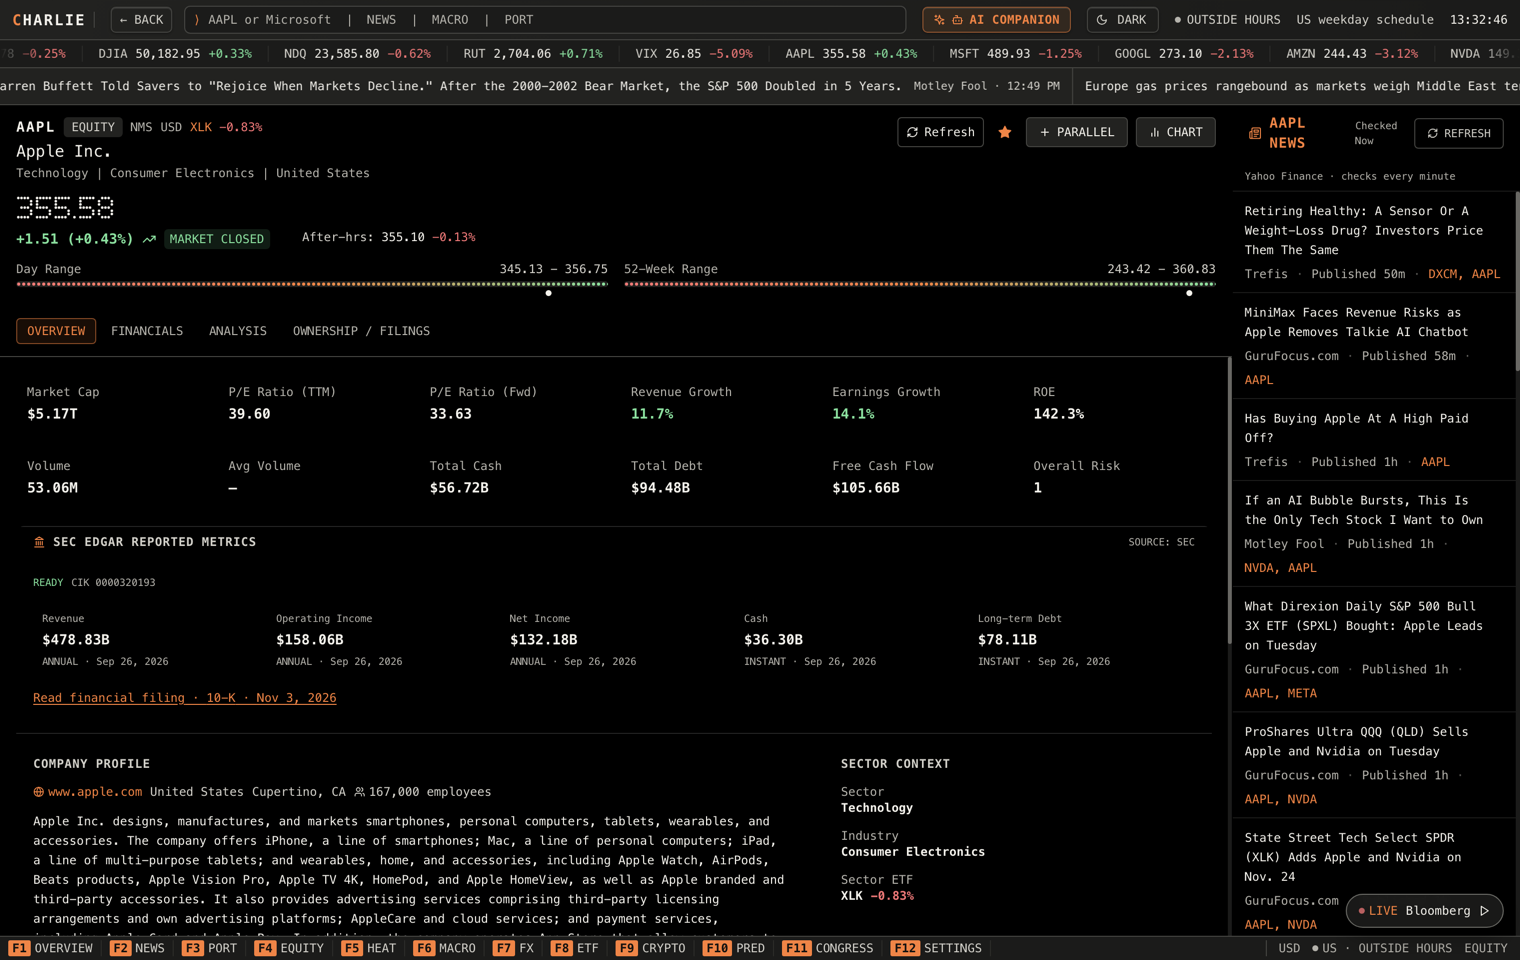 CHARLIE
← BACK
⟩ AAPL or Microsoft | NEWS | MACRO | PORT
AI COMPANION
DARK
OUTSIDE HOURS US weekday schedule 13:32:46
−0.25% DJIA 50,182.95 +0.33% NDQ 23,585.80 −0.62% RUT 2,704.06 +0.71% VIX 26.85 −5.09% AAPL 355.58 +0.43% MSFT 489.93 −1.25% GOOGL 273.10 −2.13% AMZN 244.43 −3.12% NVDA 149.
arren Buffett Told Savers to "Rejoice When Markets Decline." After the 2000–2002 Bear Market, the S&P 500 Doubled in 5 Years. Motley Fool · 12:49 PM
Europe gas prices rangebound as markets weigh Middle East te
AAPL EQUITY NMS USD XLK −0.83%
Refresh
+ PARALLEL
CHART
Apple Inc.
Technology | Consumer Electronics | United States
355.58
+1.51 (+0.43%) MARKET CLOSED After-hrs: 355.10 −0.13%
Day Range 345.13 – 356.75
52-Week Range 243.42 – 360.83
OVERVIEW FINANCIALS ANALYSIS OWNERSHIP / FILINGS
Market Cap P/E Ratio (TTM) P/E Ratio (Fwd) Revenue Growth Earnings Growth ROE
$5.17T 39.60 33.63 11.7% 14.1% 142.3%
Volume Avg Volume Total Cash Total Debt Free Cash Flow Overall Risk
53.06M — $56.72B $94.48B $105.66B 1
SEC EDGAR REPORTED METRICS SOURCE: SEC
READY CIK 0000320193
Revenue Operating Income Net Income Cash Long-term Debt
$478.83B $158.06B $132.18B $36.30B $78.11B
ANNUAL · Sep 26, 2026 ANNUAL · Sep 26, 2026 ANNUAL · Sep 26, 2026 INSTANT · Sep 26, 2026 INSTANT · Sep 26, 2026
Read financial filing · 10-K · Nov 3, 2026
COMPANY PROFILE
www.apple.com United States Cupertino, CA 167,000 employees
Apple Inc. designs, manufactures, and markets smartphones, personal computers, tablets, wearables, and
accessories. The company offers iPhone, a line of smartphones; Mac, a line of personal computers; iPad,
a line of multi-purpose tablets; and wearables, home, and accessories, including Apple Watch, AirPods,
Beats products, Apple Vision Pro, Apple TV 4K, HomePod, and Apple HomeView, as well as Apple branded and
third-party accessories. It also provides advertising services comprising third-party licensing
arrangements and own advertising platforms; AppleCare and cloud services; and payment services,
SECTOR CONTEXT
Sector
Technology
Industry
Consumer Electronics
Sector ETF
XLK −0.83%
AAPL NEWS
Checked Now
REFRESH
Yahoo Finance · checks every minute
Retiring Healthy: A Sensor Or A
Weight-Loss Drug? Investors Price
Them The Same
Trefis · Published 50m · DXCM, AAPL
MiniMax Faces Revenue Risks as
Apple Removes Talkie AI Chatbot
GuruFocus.com · Published 58m ·
AAPL
Has Buying Apple At A High Paid
Off?
Trefis · Published 1h · AAPL
If an AI Bubble Bursts, This Is
the Only Tech Stock I Want to Own
Motley Fool · Published 1h ·
NVDA, AAPL
What Direxion Daily S&P 500 Bull
3X ETF (SPXL) Bought: Apple Leads
on Tuesday
GuruFocus.com · Published 1h ·
AAPL, META
ProShares Ultra QQQ (QLD) Sells
Apple and Nvidia on Tuesday
GuruFocus.com · Published 1h ·
AAPL, NVDA
State Street Tech Select SPDR
(XLK) Adds Apple and Nvidia on
Nov. 24
GuruFocus.com
AAPL, NVDA
LIVE Bloomberg
F1 OVERVIEW F2 NEWS F3 PORT F4 EQUITY F5 HEAT F6 MACRO F7 FX F8 ETF F9 CRYPTO F10 PRED F11 CONGRESS F12 SETTINGS
USD US · OUTSIDE HOURS EQUITY